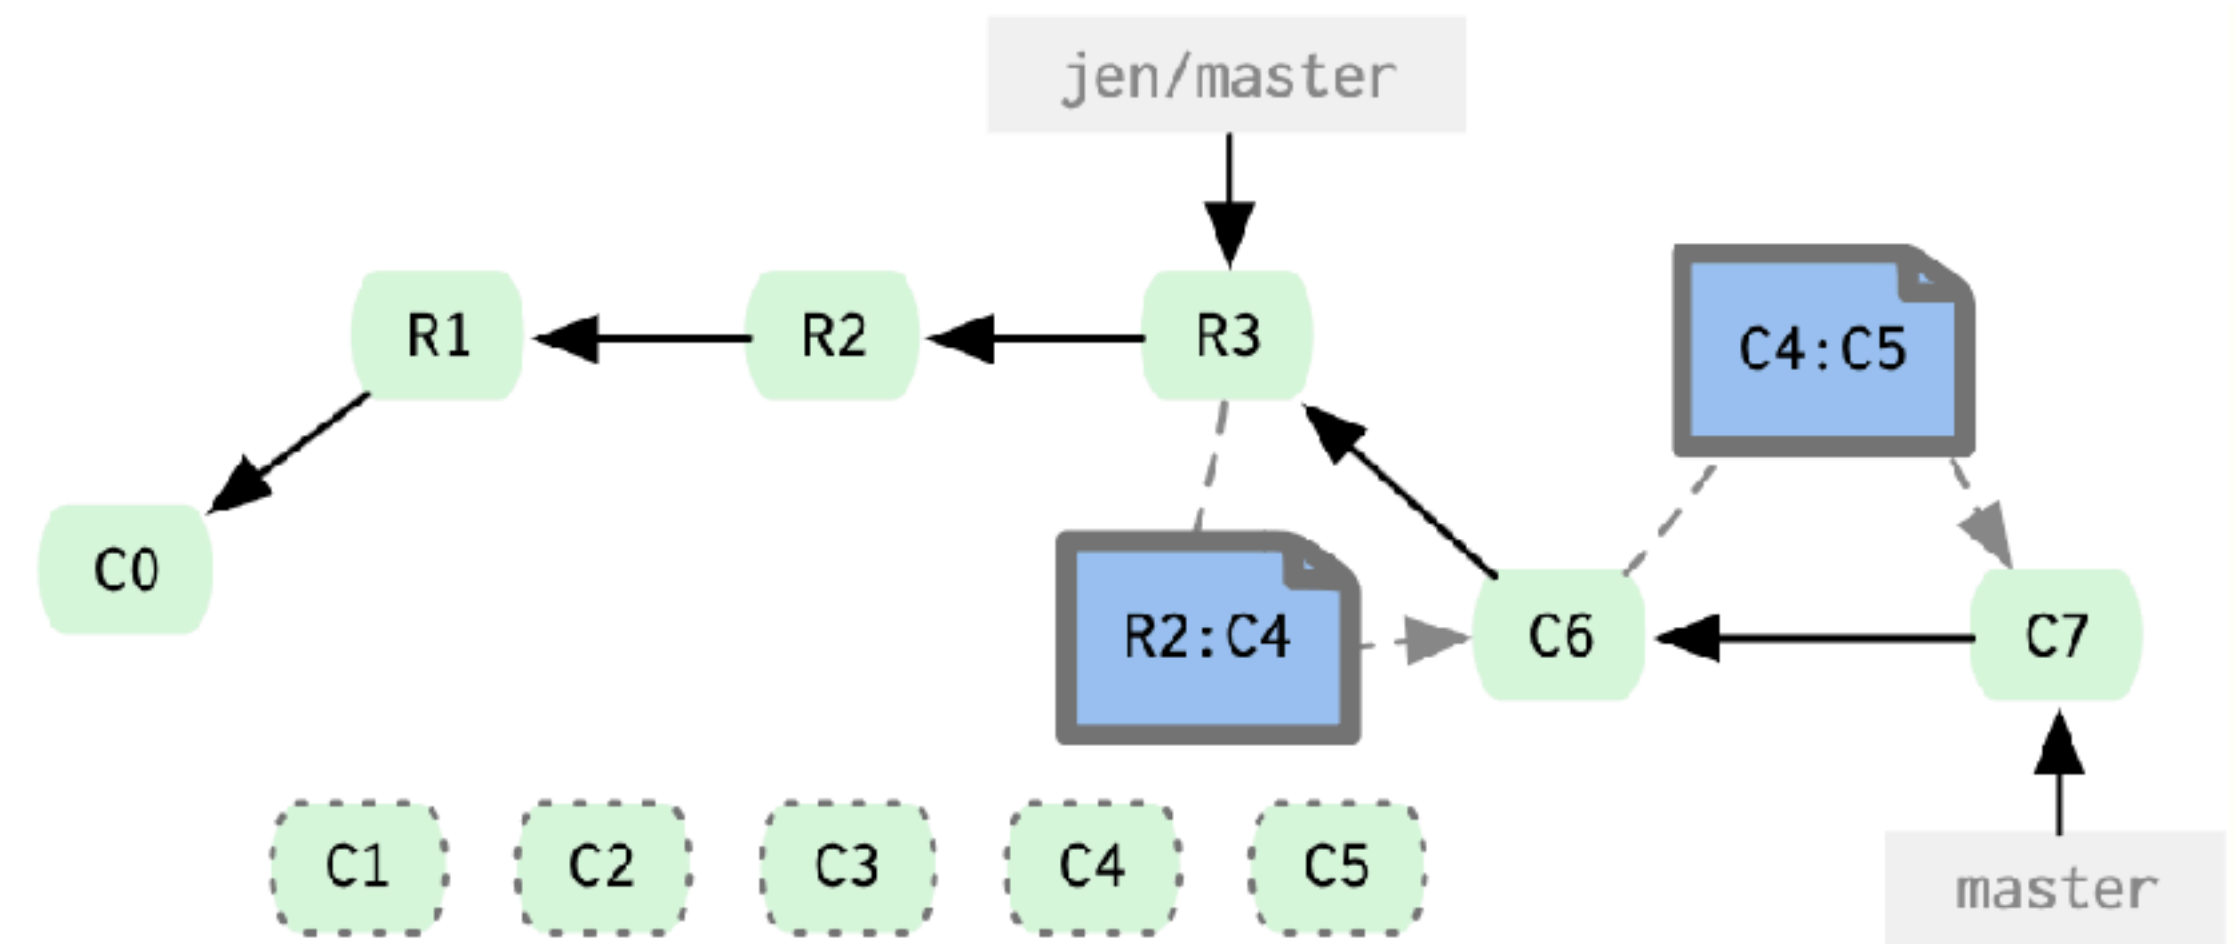 jen/master
R1
R2
R3
C4:C5
C0
R2:C4
C6
C7
C1
C2
C3
C4
C5
master